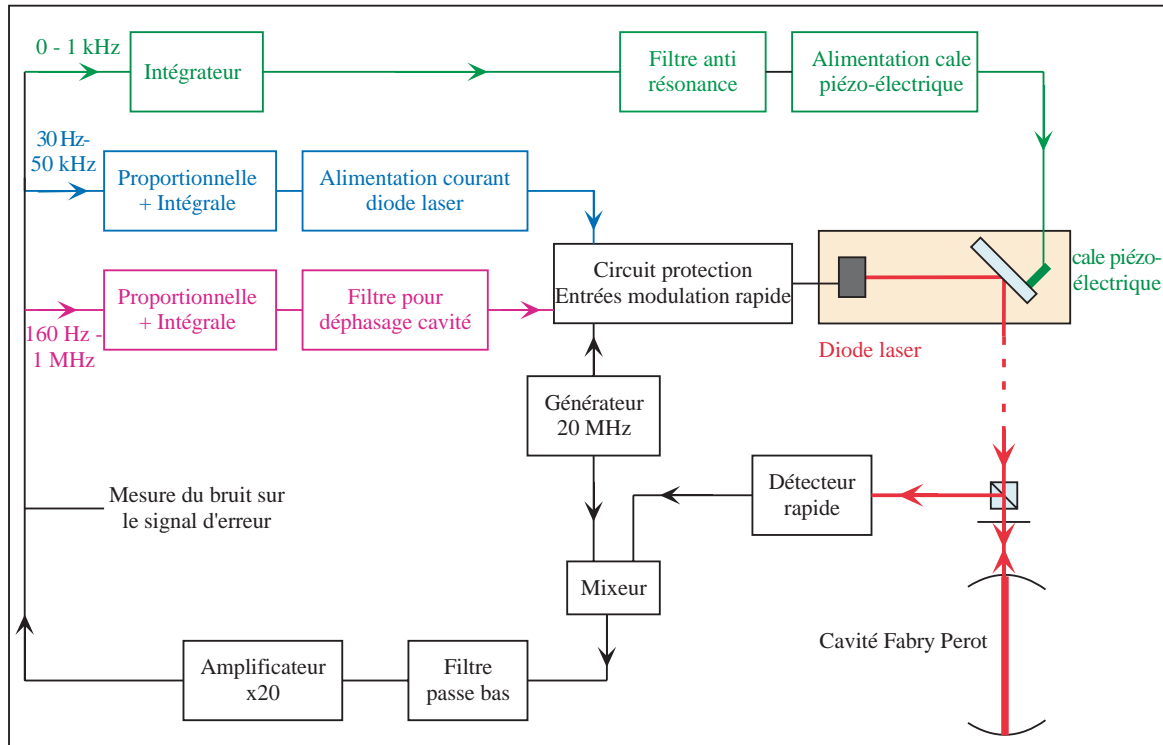 0 - 1 kHz
Intégrateur
Filtre anti
résonance
Alimentation cale
piézo-électrique
30 Hz-
50 kHz
Proportionnelle
+ Intégrale
Alimentation courant
diode laser
160 Hz -
1 MHz
Proportionnelle
+ Intégrale
Filtre pour
déphasage cavité
Circuit protection
Entrées modulation rapide
cale piézo-
électrique
Diode laser
Générateur
20 MHz
Mesure du bruit sur
le signal d'erreur
Détecteur
rapide
Mixeur
Cavité Fabry Perot
Amplificateur
x20
Filtre
passe bas